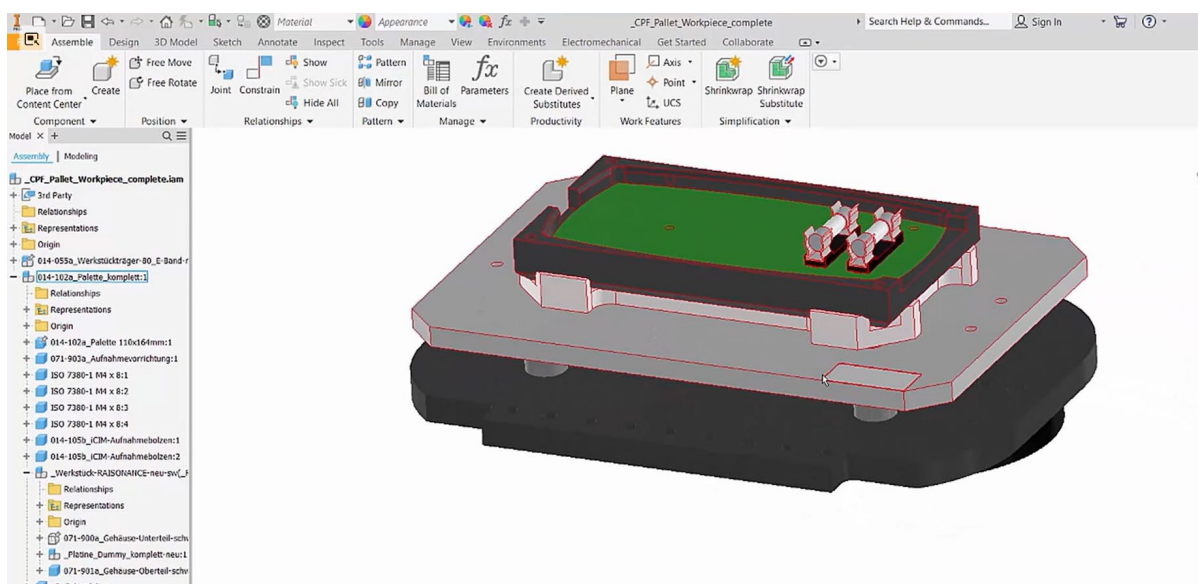 Material
Appearance
_CPF_Pallet_Workpiece_complete
Search Help & Commands...
Sign In
Assemble Design 3D Model Sketch Annotate Inspect Tools Manage View Environments Electromechanical Get Started Collaborate
Place from
Content Center
Create
Free Move
Free Rotate
Joint Constrain
Show
Show Sick
Hide All
Pattern
Mirror
Copy
Bill of
Materials
fx
Parameters
Create Derived
Substitutes
Plane
Axis
Point
UCS
Shrinkwrap Shrinkwrap
Substitute
Component Position Relationships Pattern Manage Productivity Work Features Simplification
Model
Assembly Modeling
_CPF_Pallet_Workpiece_complete.iam
3rd Party
Relationships
Representations
Origin
014-055a_Werkstückträger-80_E-Band-r
014-102a_Palette_komplett:1
Relationships
Representations
Origin
014-102a_Palette 110x164mm:1
071-903a_Aufnahmevorrichtung:1
ISO 7380-1 M4 x 8:1
ISO 7380-1 M4 x 8:2
ISO 7380-1 M4 x 8:3
ISO 7380-1 M4 x 8:4
014-105b_iCIM-Aufnahmebolzen:1
014-105b_iCIM-Aufnahmebolzen:2
_Werkstück-RAISONANCE-neu-sw(_F
Relationships
Representations
Origin
071-900a_Gehäuse-Unterteil-schw
_Platine_Dummy_komplett-neu:1
071-901a_Gehäuse-Oberteil-schw